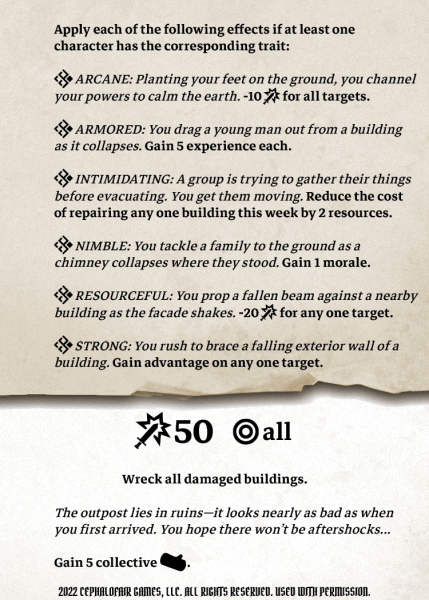 Apply each of the following effects if at least one
character has the corresponding trait:
ARCANE: Planting your feet on the ground, you channel
your powers to calm the earth. -10 for all targets.
ARMORED: You drag a young man out from a building
as it collapses. Gain 5 experience each.
INTIMIDATING: A group is trying to gather their things
before evacuating. You get them moving. Reduce the cost
of repairing any one building this week by 2 resources.
NIMBLE: You tackle a family to the ground as a
chimney collapses where they stood. Gain 1 morale.
RESOURCEFUL: You prop a fallen beam against a nearby
building as the facade shakes. -20 for any one target.
STRONG: You rush to brace a falling exterior wall of a
building. Gain advantage on any one target.
50 all
Wreck all damaged buildings.
The outpost lies in ruins—it looks nearly as bad as when
you first arrived. You hope there won't be aftershocks...
Gain 5 collective .
2022 CEPHALOFAIR GAMES, LLC. ALL RIGHTS RESERVED. USED WITH PERMISSION.